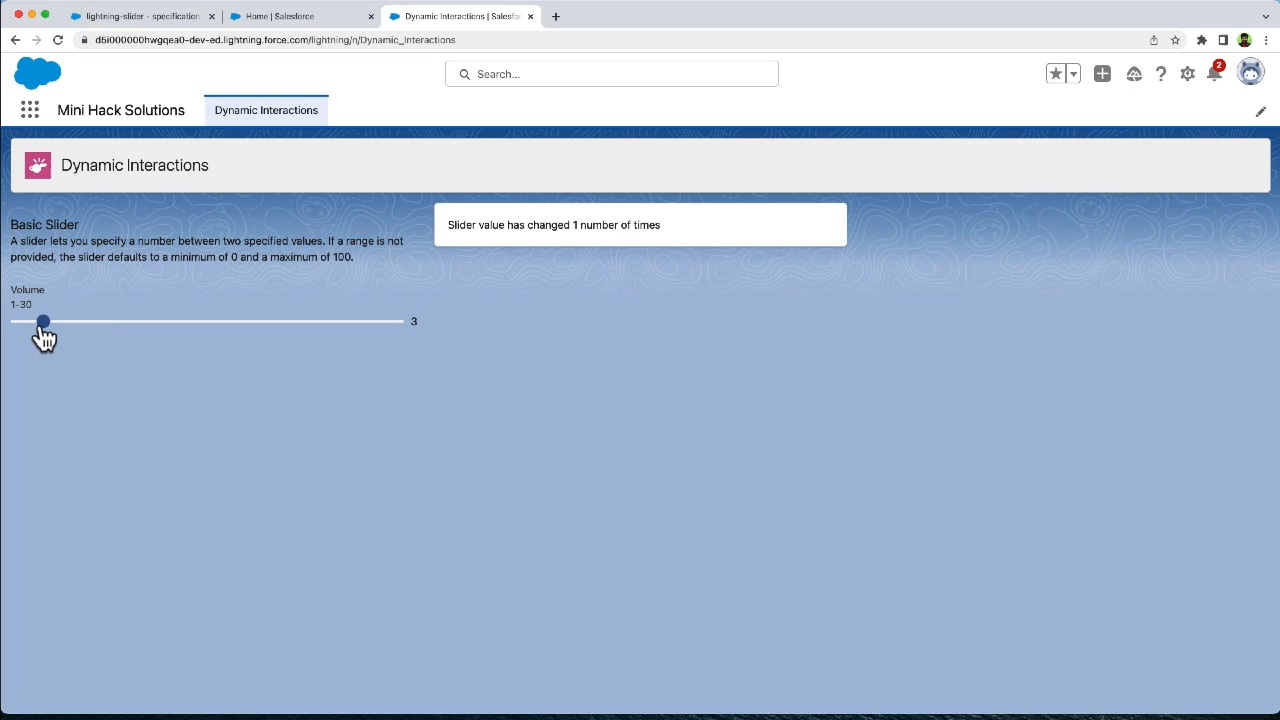 lightning-slider - specification
Home | Salesforce
Dynamic Interactions | Salesfor
d5i000000hwgqea0-dev-ed.lightning.force.com/lightning/n/Dynamic_Interactions
Search...
2
Mini Hack Solutions
Dynamic Interactions
Dynamic Interactions
Basic Slider
A slider lets you specify a number between two specified values. If a range is not
provided, the slider defaults to a minimum of 0 and a maximum of 100.
Slider value has changed 1 number of times
Volume
1-30
3